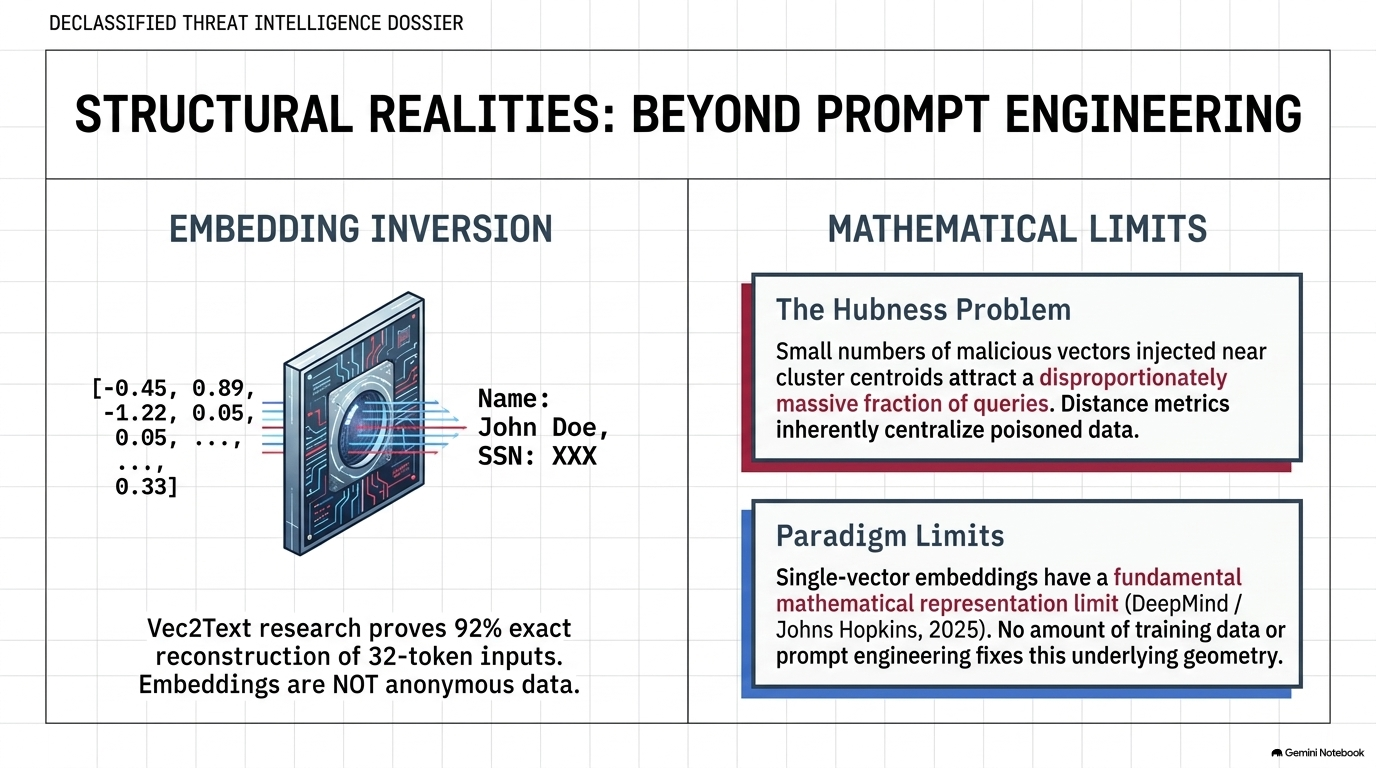 DECLASSIFIED THREAT INTELLIGENCE DOSSIER
STRUCTURAL REALITIES: BEYOND PROMPT ENGINEERING
EMBEDDING INVERSION
[-0.45, 0.89,
-1.22, 0.05,
0.05, ...,
...,
0.33]
Name:
John Doe,
SSN: XXX
Vec2Text research proves 92% exact
reconstruction of 32-token inputs.
Embeddings are NOT anonymous data.
MATHEMATICAL LIMITS
The Hubness Problem
Small numbers of malicious vectors injected near
cluster centroids attract a disproportionately
massive fraction of queries. Distance metrics
inherently centralize poisoned data.
Paradigm Limits
Single-vector embeddings have a fundamental
mathematical representation limit (DeepMind /
Johns Hopkins, 2025). No amount of training data or
prompt engineering fixes this underlying geometry.
Gemini Notebook